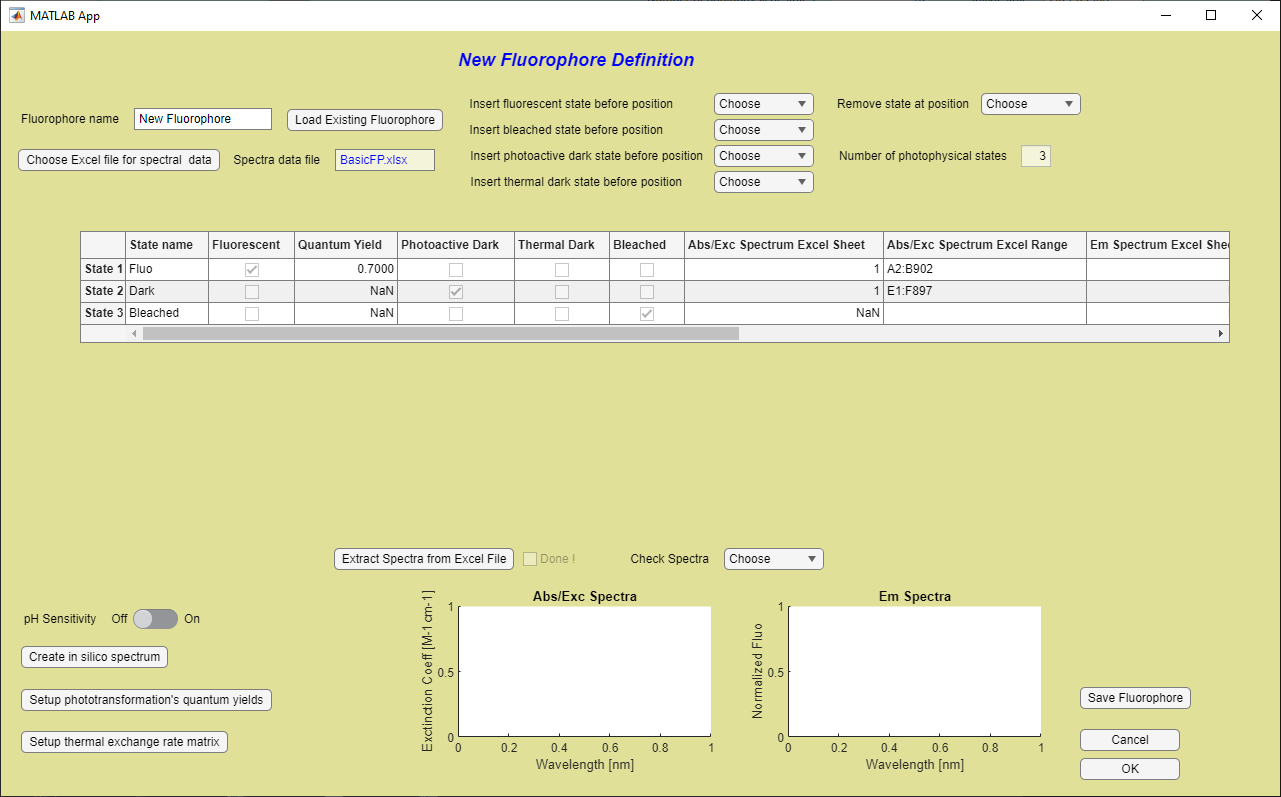 MATLAB App
New Fluorophore Definition
Fluorophore name New Fluorophore Load Existing Fluorophore
Choose Excel file for spectral data Spectra data file BasicFP.xlsx
Insert fluorescent state before position Choose
Insert bleached state before position Choose
Insert photoactive dark state before position Choose
Insert thermal dark state before position Choose
Remove state at position Choose
Number of photophysical states 3
State name Fluorescent Quantum Yield Photoactive Dark Thermal Dark Bleached Abs/Exc Spectrum Excel Sheet Abs/Exc Spectrum Excel Range Em Spectrum Excel
State 1 Fluo 0.7000 1 A2:B902
State 2 Dark NaN 1 E1:F897
State 3 Bleached NaN NaN
Extract Spectra from Excel File Done ! Check Spectra Choose
pH Sensitivity Off On
Create in silico spectrum
Setup phototransformation's quantum yields
Setup thermal exchange rate matrix
Abs/Exc Spectra
Exctinction Coeff [M-1 cm-1]
1
0.5
0
0 0.2 0.4 0.6 0.8 1
Wavelength [nm]
Em Spectra
Normalized Fluo
1
0.5
0
0 0.2 0.4 0.6 0.8 1
Wavelength [nm]
Save Fluorophore
Cancel
OK